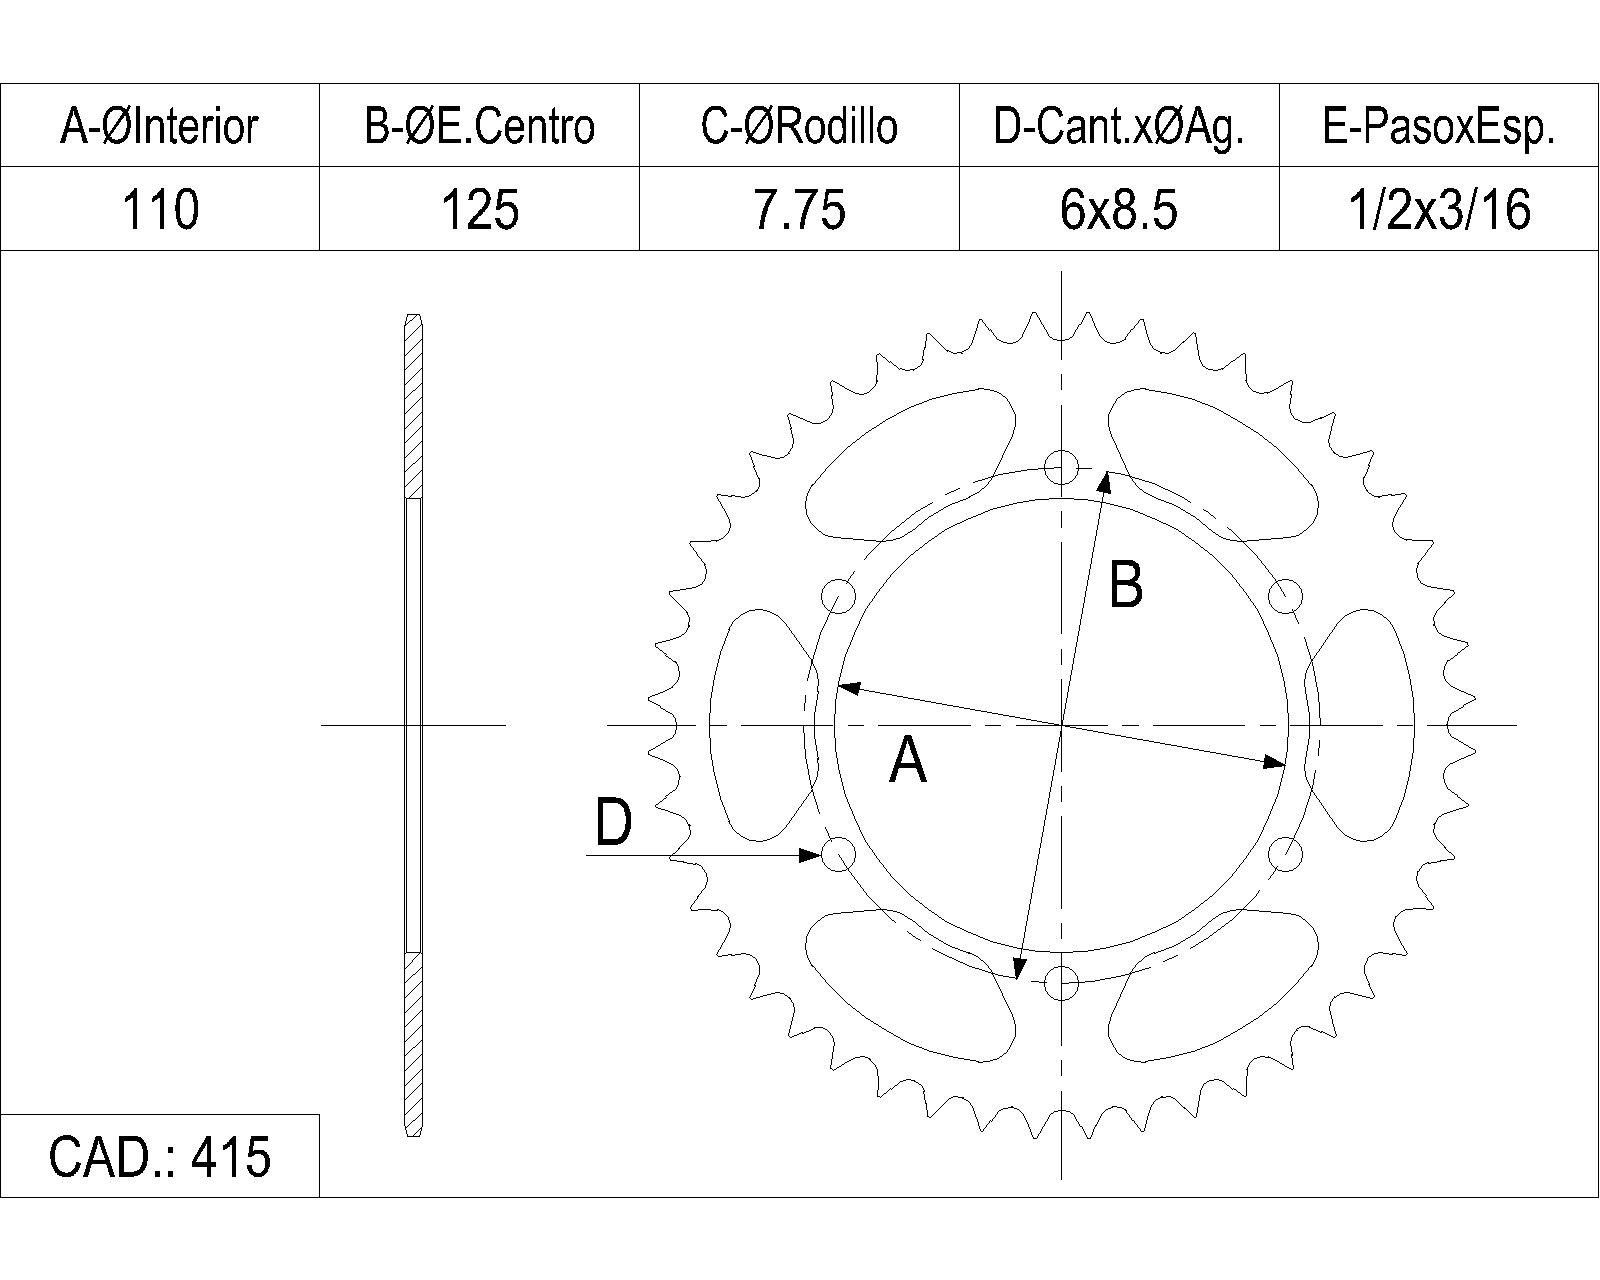 A-ØInterior B-ØE.Centro C-ØRodillo D-Cant.xØAg. E-PasoxEsp.
110 125 7.75 6x8.5 1/2x3/16
B
A
D
CAD.: 415